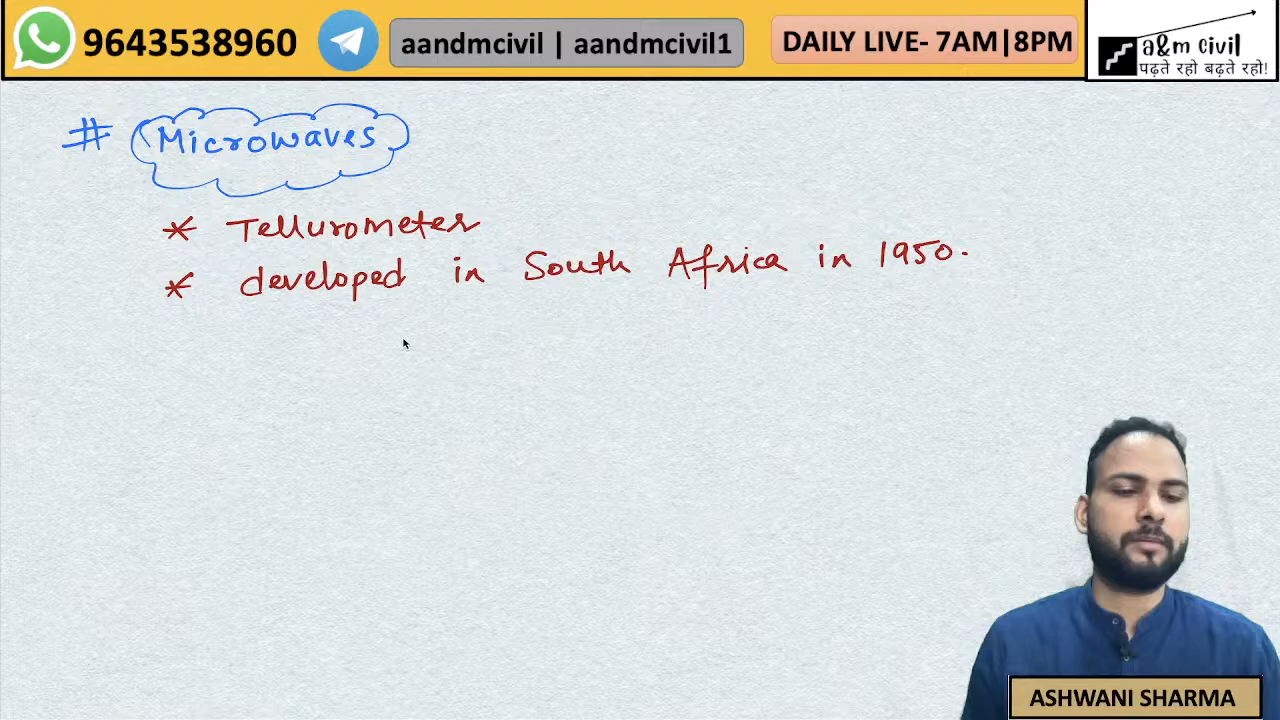 9643538960 aandmcivil | aandmcivil1 DAILY LIVE- 7AM|8PM
a&m civil
पढ़ते रहो बढ़ते रहो!
# Microwaves
* Tellurometer
* developed in South Africa in 1950.
ASHWANI SHARMA